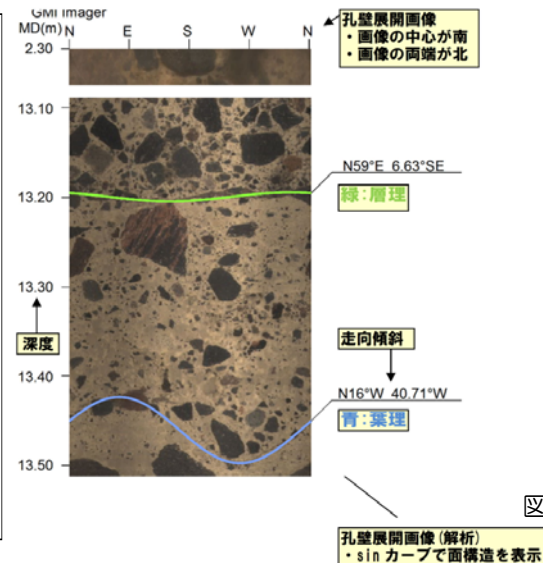 GMI Imager
MD(m) N E S W N
2.30
13.10
13.20
13.30
深度
13.40
13.50
孔壁展開画像
・画像の中心が南
・画像の両端が北
N59°E 6.63°SE
緑:層理
走向傾斜
N16°W 40.71°W
青:葉理
図
孔壁展開画像(解析)
・sinカーブで面構造を表示